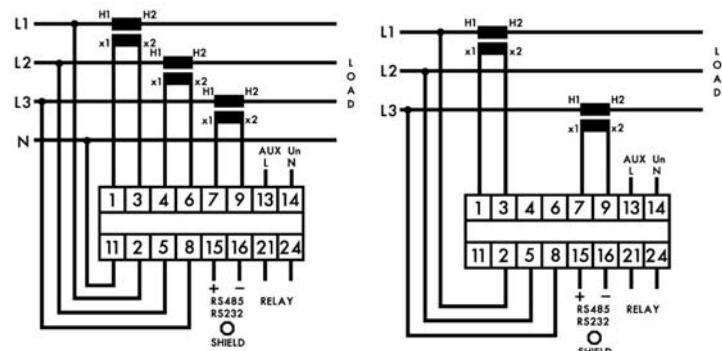 L1 H1 H2
x1 x2
L2 H1 H2
x1 x2
L3 H1 H2
x1 x2
N
LOAD
AUX Un
L N
1 3 4 6 7 9 13 14
11 2 5 8 15 16 21 24
+ −
RS485 RELAY
RS232
SHIELD
L1 H1 H2
x1 x2
L2
L3 H1 H2
x1 x2
LOAD
AUX Un
L N
1 3 4 6 7 9 13 14
11 2 5 8 15 16 21 24
+ −
RS485 RELAY
RS232
SHIELD